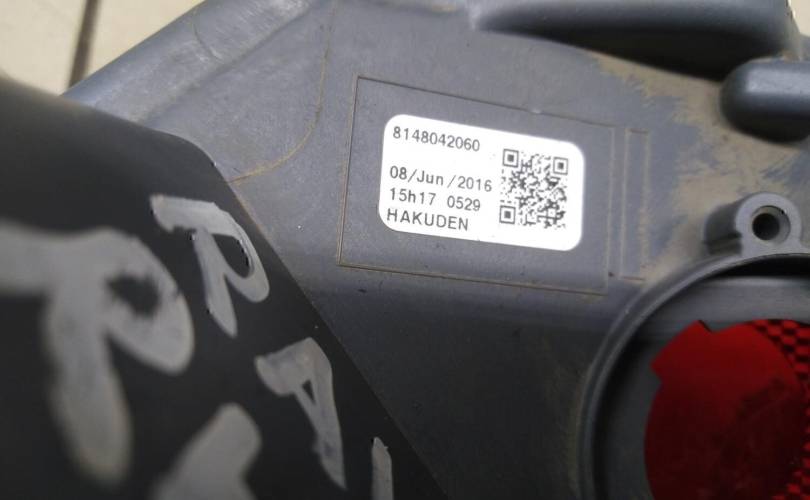 8148042060
08/Jun/2016
15h17 0529
HAKUDEN
RA
R